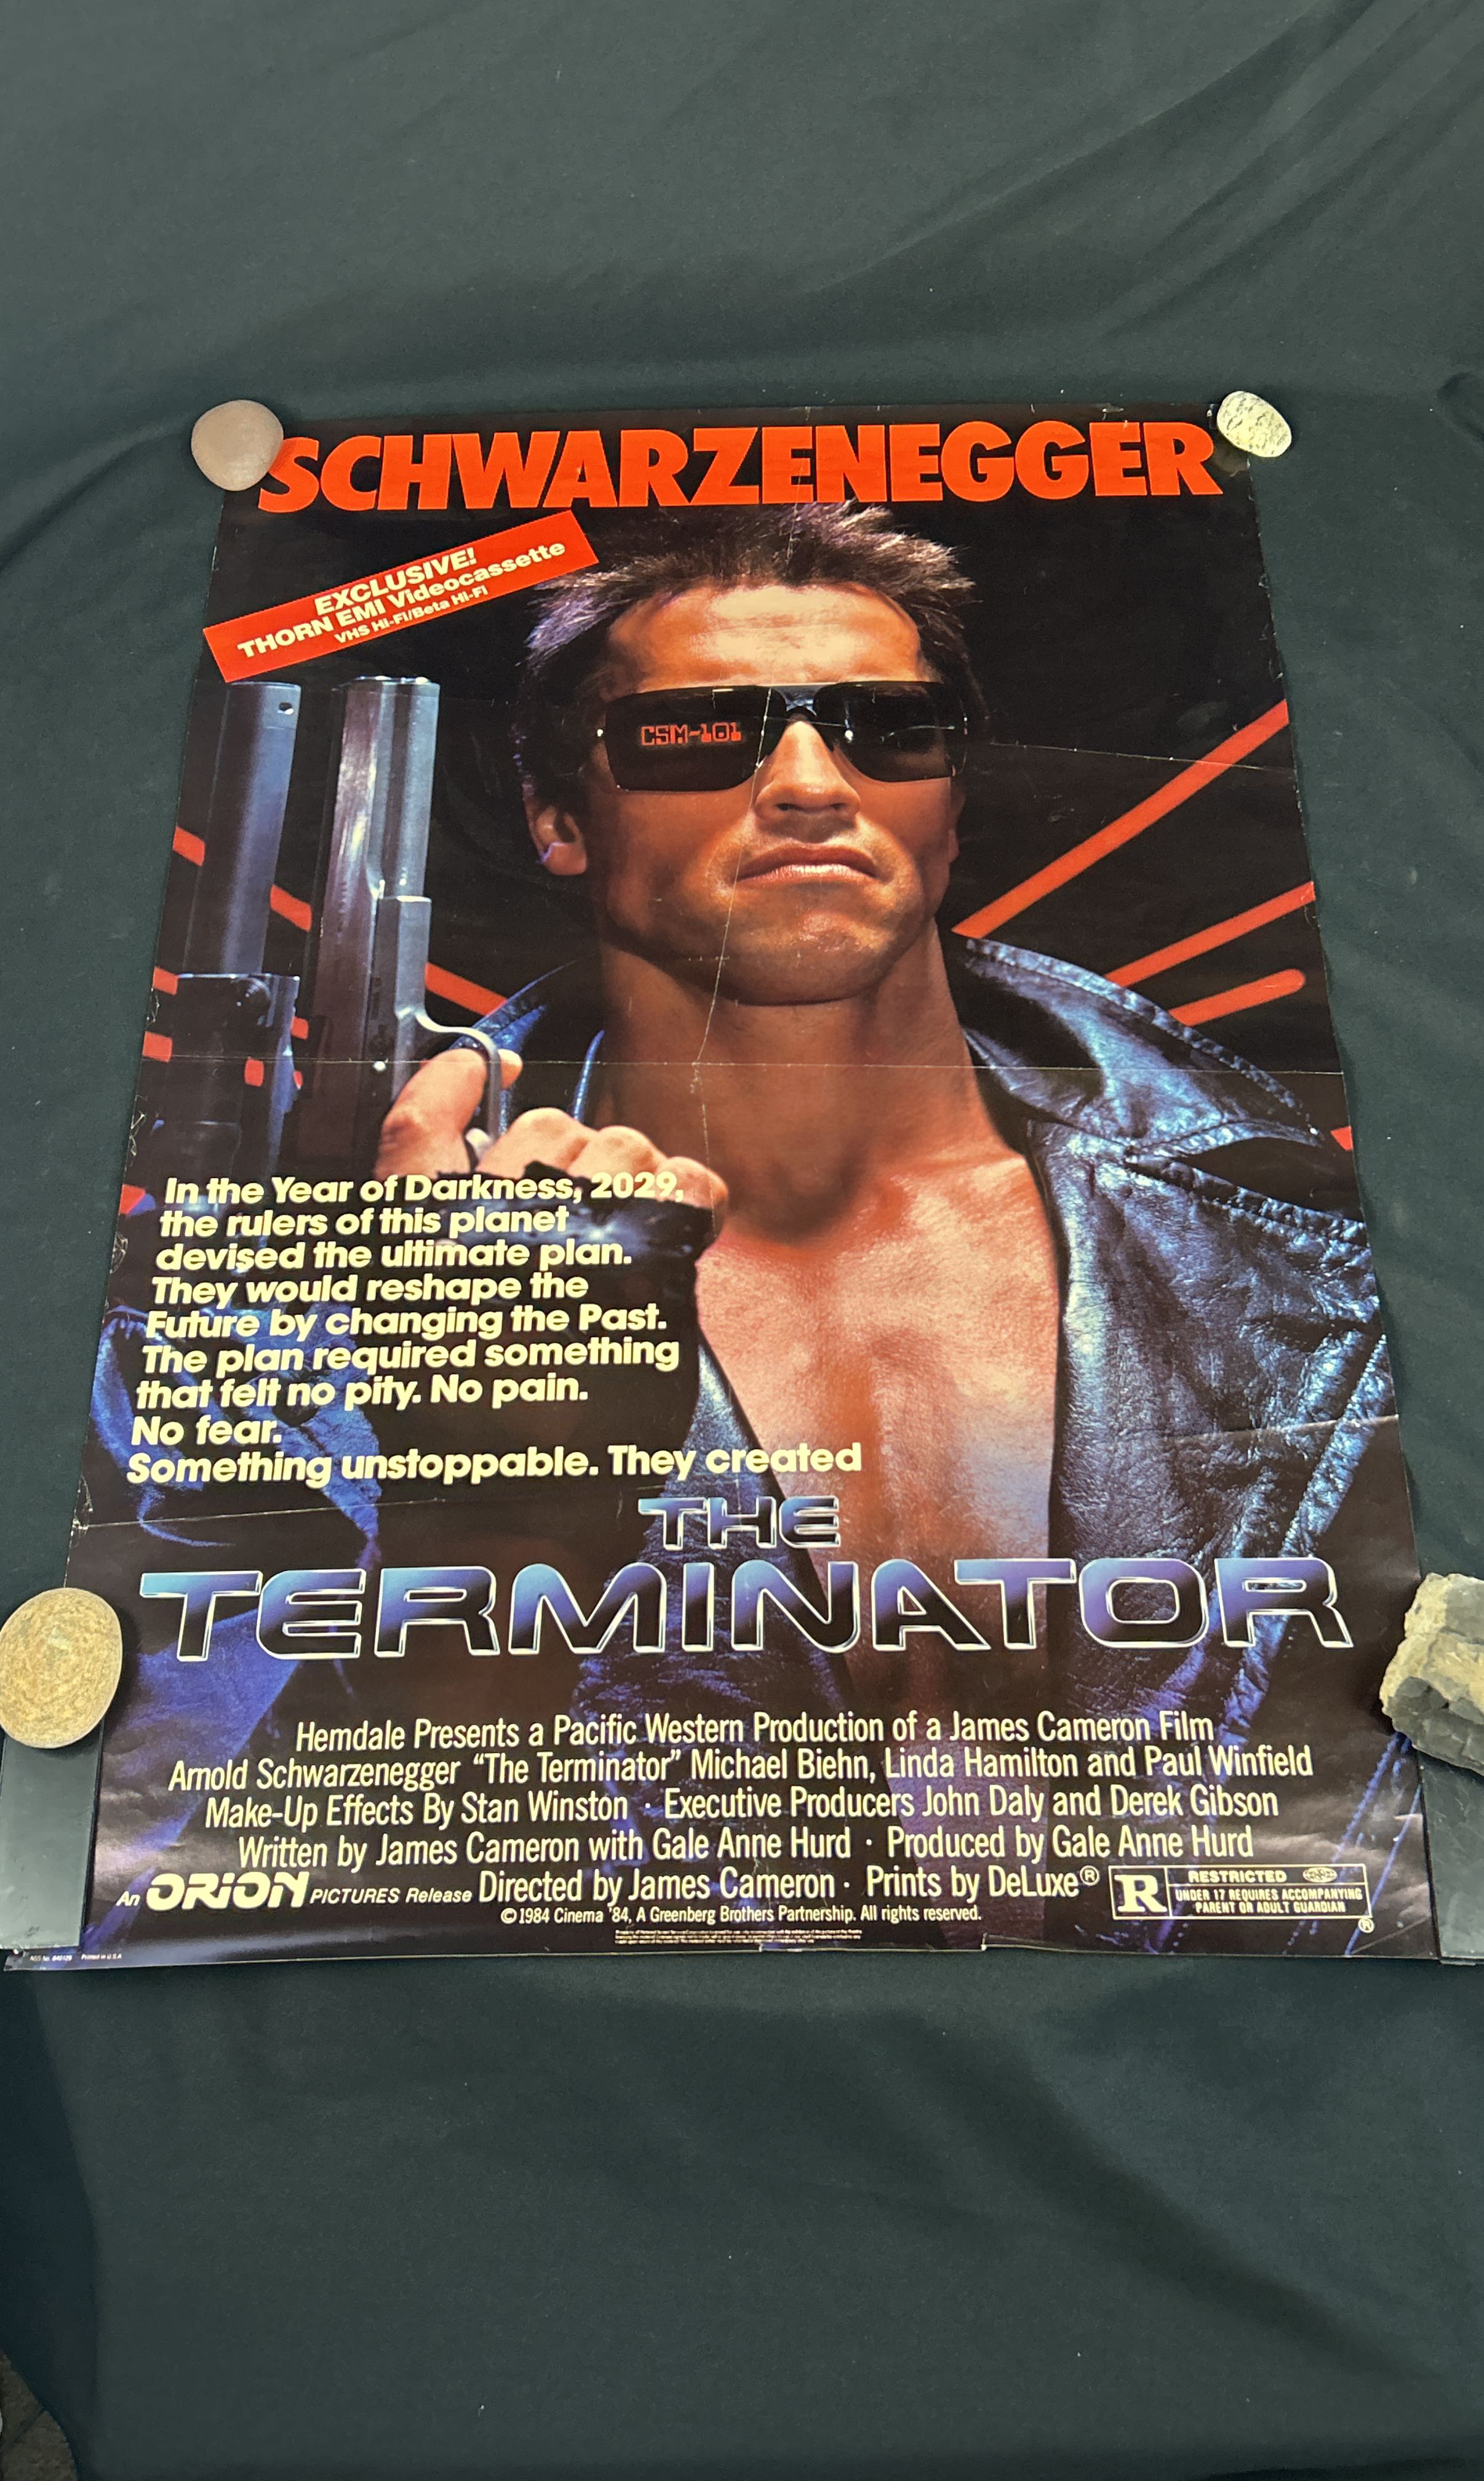 SCHWARZENEGGER
EXCLUSIVE!
THORN EMI Videocassette
VHS Hi-Fi/Beta Hi-Fi
CSM-101
In the Year of Darkness, 2029,
the rulers of this planet
devised the ultimate plan.
They would reshape the
Future by changing the Past.
The plan required something
that felt no pity. No pain.
No fear.
Something unstoppable. They created
THE
TERMINATOR
Hemdale Presents a Pacific Western Production of a James Cameron Film
Arnold Schwarzenegger “The Terminator” Michael Biehn, Linda Hamilton and Paul Winfield
Make-Up Effects By Stan Winston · Executive Producers John Daly and Derek Gibson
Written by James Cameron with Gale Anne Hurd · Produced by Gale Anne Hurd
An ORION PICTURES Release Directed by James Cameron · Prints by DeLuxe®
R RESTRICTED
UNDER 17 REQUIRES ACCOMPANYING
PARENT OR ADULT GUARDIAN
®
©1984 Cinema '84, A Greenberg Brothers Partnership. All rights reserved.
Printed in U.S.A.